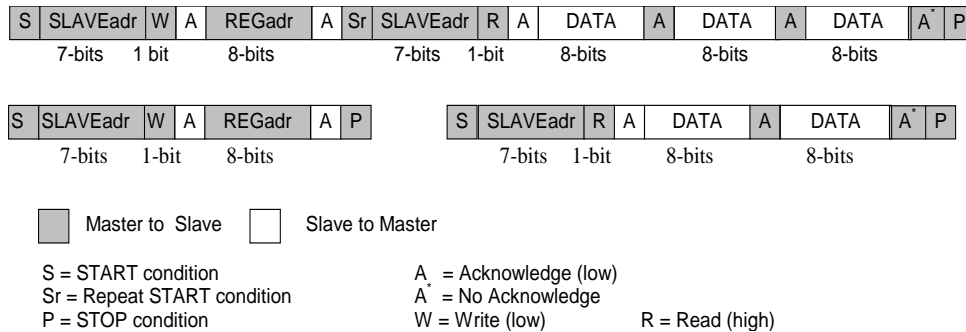 S SLAVEadr W A REGadr A Sr SLAVEadr R A DATA A DATA A DATA A* P
7-bits 1 bit 8-bits 7-bits 1-bit 8-bits 8-bits 8-bits
S SLAVEadr W A REGadr A P S SLAVEadr R A DATA A DATA A* P
7-bits 1-bit 8-bits 7-bits 1-bit 8-bits 8-bits
Master to Slave Slave to Master
S = START condition A = Acknowledge (low)
Sr = Repeat START condition A* = No Acknowledge
P = STOP condition W = Write (low) R = Read (high)